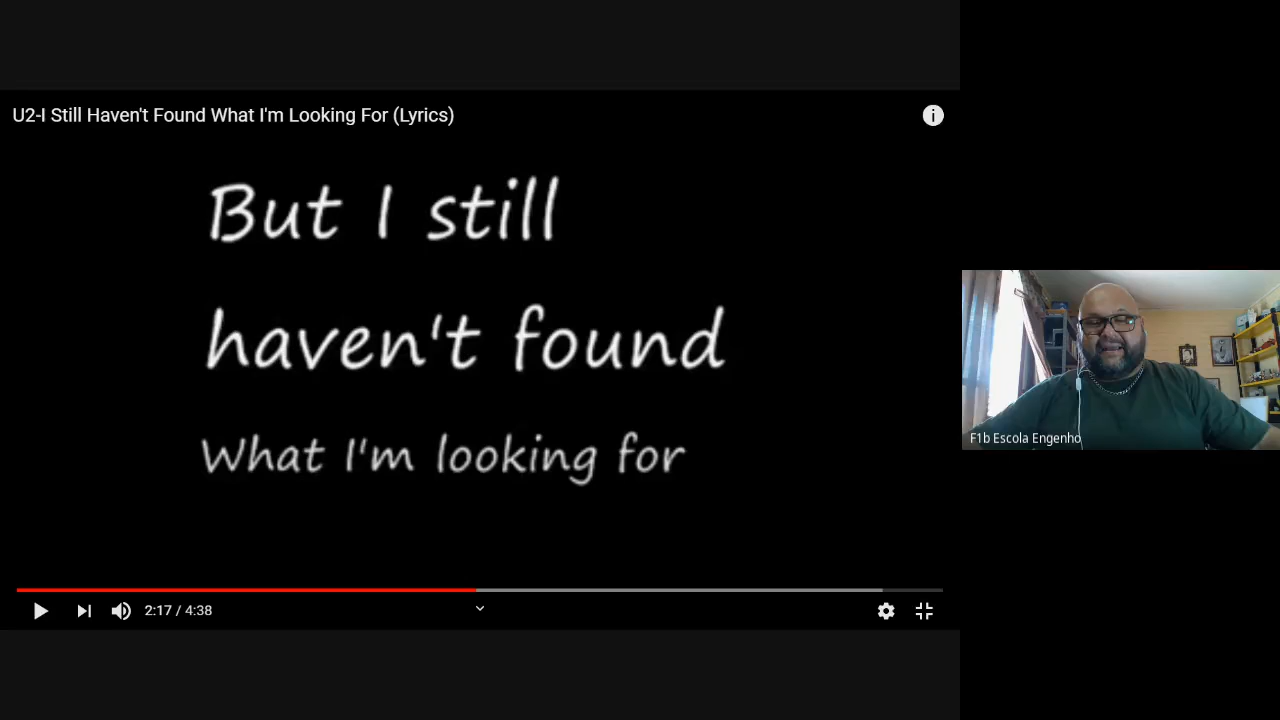 U2-I Still Haven't Found What I'm Looking For (Lyrics)
But I still
haven't found
What I'm looking for
2:17 / 4:38
F1b Escola Engenho